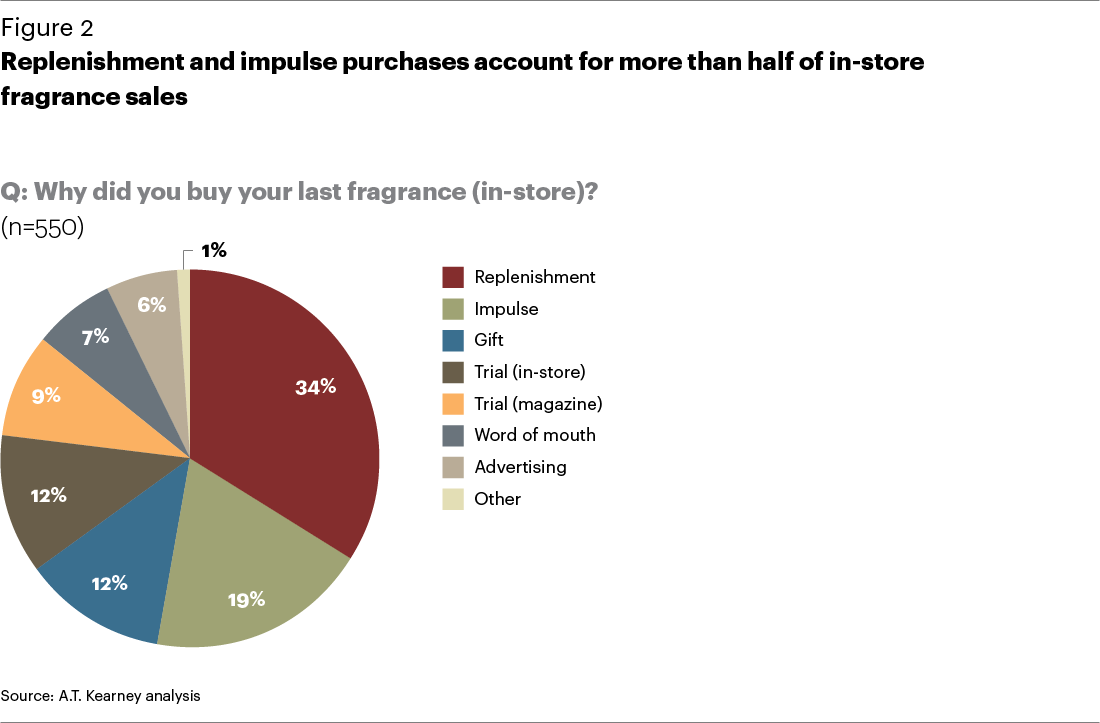 Figure 2
Replenishment and impulse purchases account for more than half of in-store
fragrance sales
Q: Why did you buy your last fragrance (in-store)?
(n=550)
1%
6%
7%
9%
12%
12%
19%
34%
Replenishment
Impulse
Gift
Trial (in-store)
Trial (magazine)
Word of mouth
Advertising
Other
Source: A.T. Kearney analysis